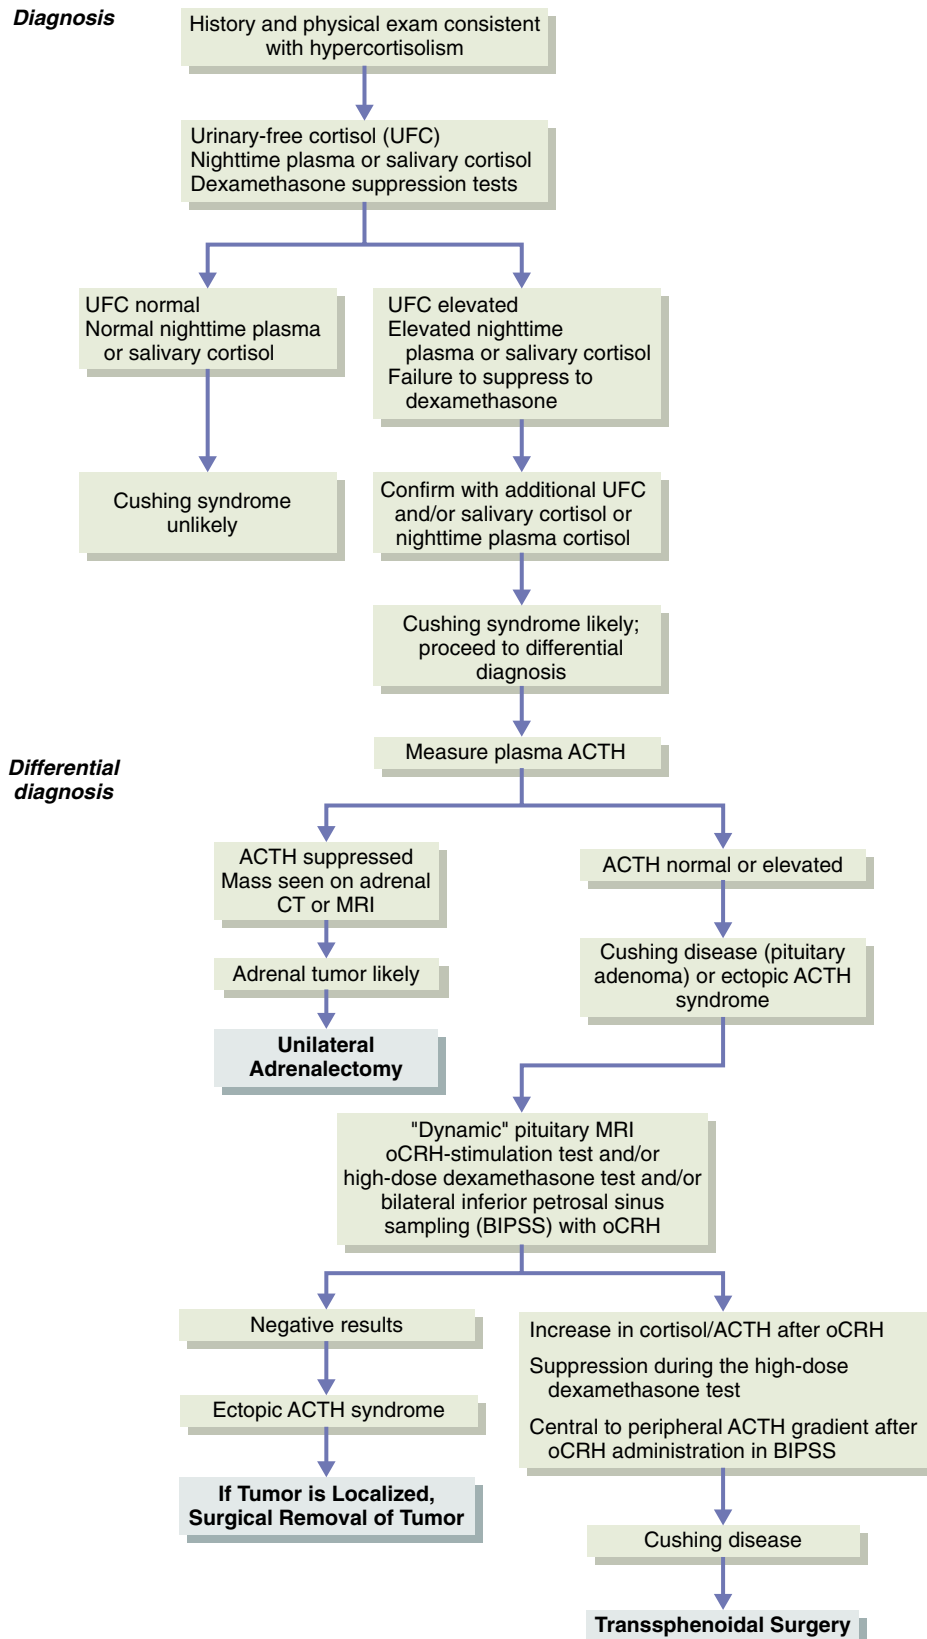 Diagnosis
History and physical exam consistent
with hypercortisolism
Urinary-free cortisol (UFC)
Nighttime plasma or salivary cortisol
Dexamethasone suppression tests
UFC normal
Normal nighttime plasma
or salivary cortisol
UFC elevated
Elevated nighttime
plasma or salivary cortisol
Failure to suppress to
dexamethasone
Cushing syndrome
unlikely
Confirm with additional UFC
and/or salivary cortisol or
nighttime plasma cortisol
Cushing syndrome likely;
proceed to differential
diagnosis
Differential
diagnosis
Measure plasma ACTH
ACTH suppressed
Mass seen on adrenal
CT or MRI
ACTH normal or elevated
Adrenal tumor likely
Cushing disease (pituitary
adenoma) or ectopic ACTH
syndrome
Unilateral
Adrenalectomy
"Dynamic" pituitary MRI
oCRH-stimulation test and/or
high-dose dexamethasone test and/or
bilateral inferior petrosal sinus
sampling (BIPSS) with oCRH
Negative results
Increase in cortisol/ACTH after oCRH
Suppression during the high-dose
dexamethasone test
Central to peripheral ACTH gradient after
oCRH administration in BIPSS
Ectopic ACTH syndrome
If Tumor is Localized,
Surgical Removal of Tumor
Cushing disease
Transsphenoidal Surgery